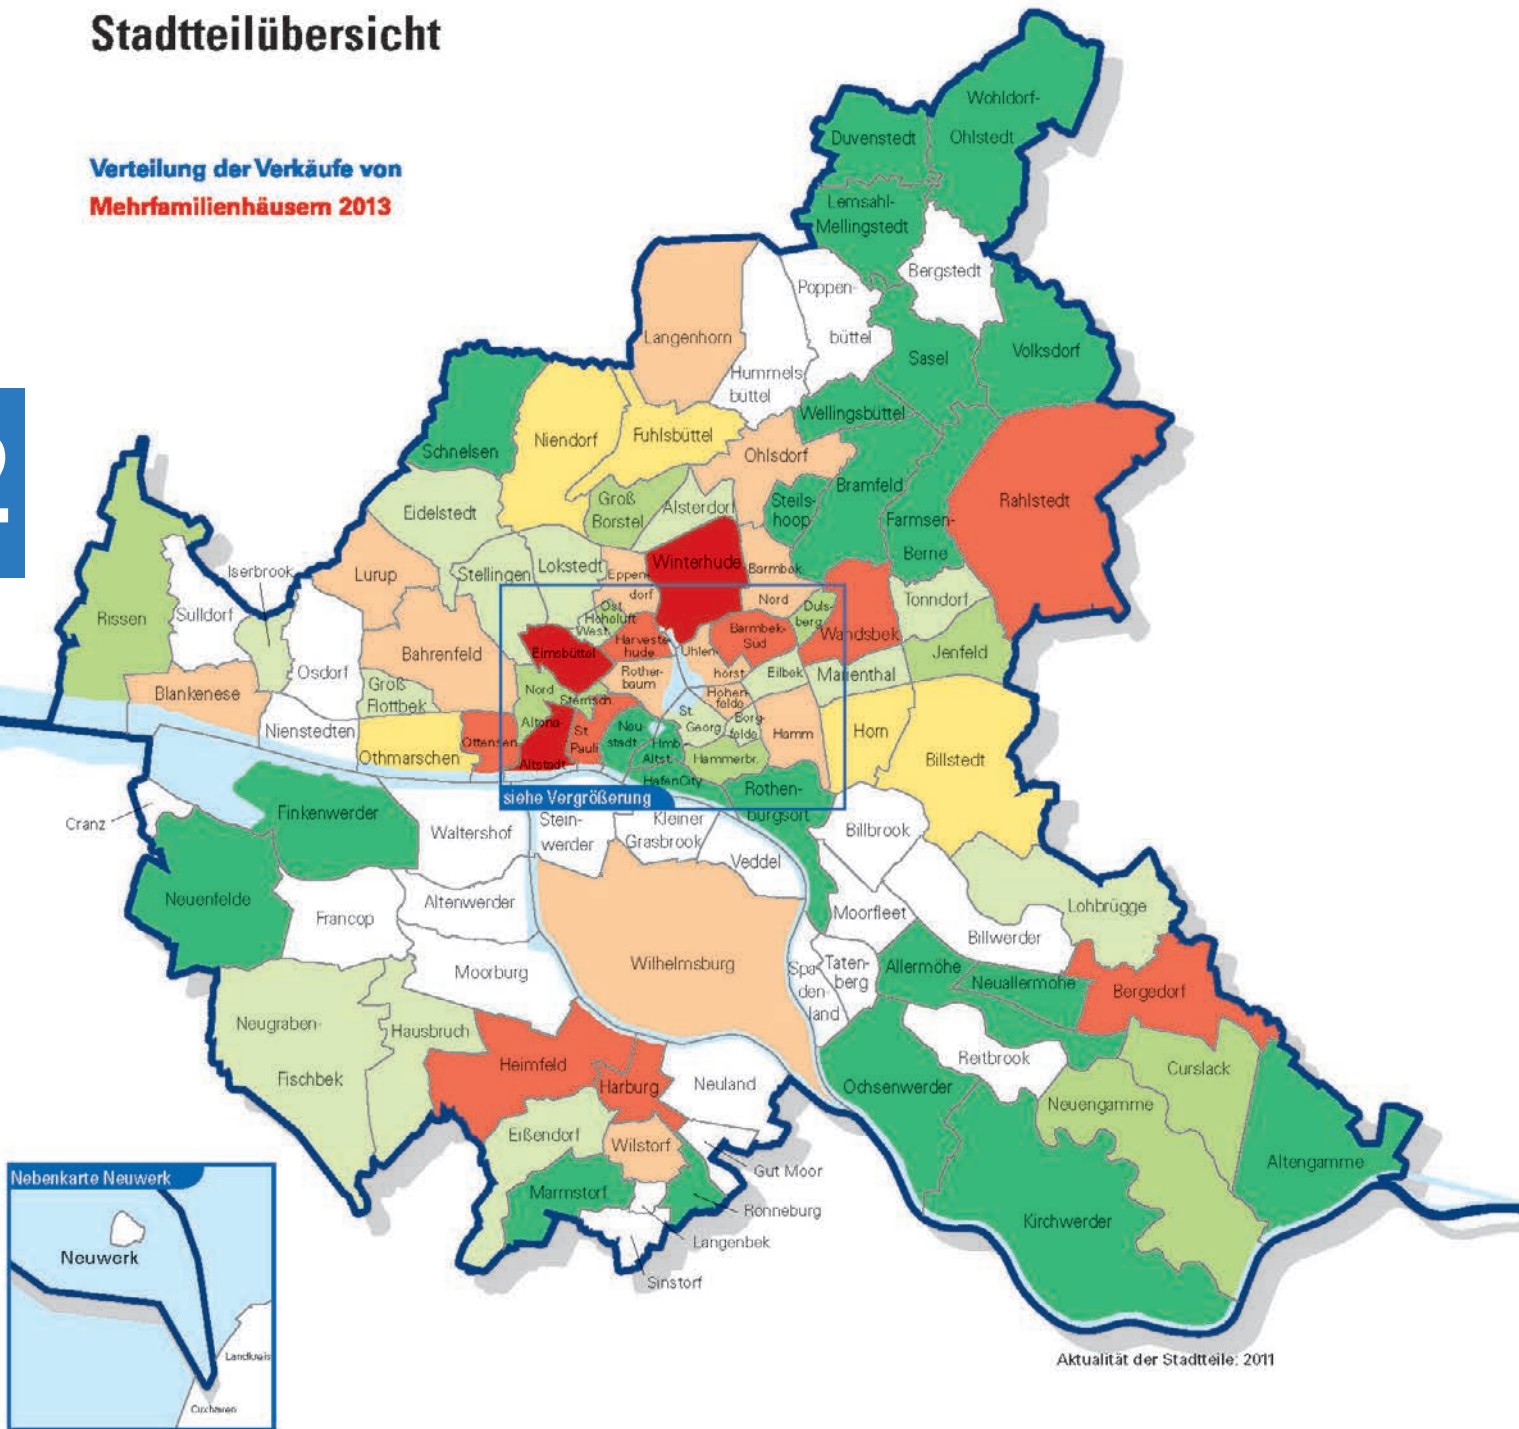 Stadtteilübersicht
Verteilung der Verkäufe von
Mehrfamilienhäusern 2013
2
Wohldorf-
Ohlstedt
Duvenstedt
Lemsahl-
Mellingstedt
Bergstedt
Poppen-
büttel
Langenhorn
Hummels
büttel
Sasel
Volksdorf
Wellingsbüttel
Schnelsen
Niendorf
Fuhlsbüttel
Ohlsdorf
Bramfeld
Rahlstedt
Eidelstedt
Groß
Borstel
Alsterdorf
Steils-
hoop
Farmsen-
Berne
Iserbrook
Lurup
Stellingen
Lokstedt
Eppen-
dorf
Winterhude
Barmbek-
Nord
Duls-
berg
Tonndorf
Rissen
Sülldorf
Osdorf
Bahrenfeld
Ost
Hoheluft
West
Eimsbüttel
Harveste-
hude
Uhlen-
horst
Barmbek-
Süd
Wandsbek
Jenfeld
Blankenese
Groß
Flottbek
Nord
Rother-
baum
Eilbek
Marienthal
Nienstedten
Othmarschen
Ottensen
Altona-
Altstadt
Sternsch.
St.
Pauli
Neu
stadt
Hmb
Altst.
St.
Georg
Hohen-
felde
Borg-
felde
Hamm
Horn
Billstedt
Hammerbr.
HafenCity
Rothen-
burgsort
siehe Vergrößerung
Cranz
Finkenwerder
Waltershof
Stein-
werder
Kleiner
Grasbrook
Veddel
Billbrook
Neuenfelde
Francop
Altenwerder
Moorfleet
Lohbrügge
Billwerder
Moorburg
Wilhelmsburg
Spa-
den-
land
Taten-
berg
Allermöhe
Neuallermöhe
Bergedorf
Neugraben-
Fischbek
Hausbruch
Heimfeld
Harburg
Neuland
Ochsenwerder
Reitbrook
Curslack
Neuengamme
Eißendorf
Wilstorf
Gut Moor
Altengamme
Marmstorf
Rönneburg
Langenbek
Sinstorf
Kirchwerder
Nebenkarte Neuwerk
Neuwerk
Landkreis
Cuxhaven
Aktualität der Stadtteile: 2011